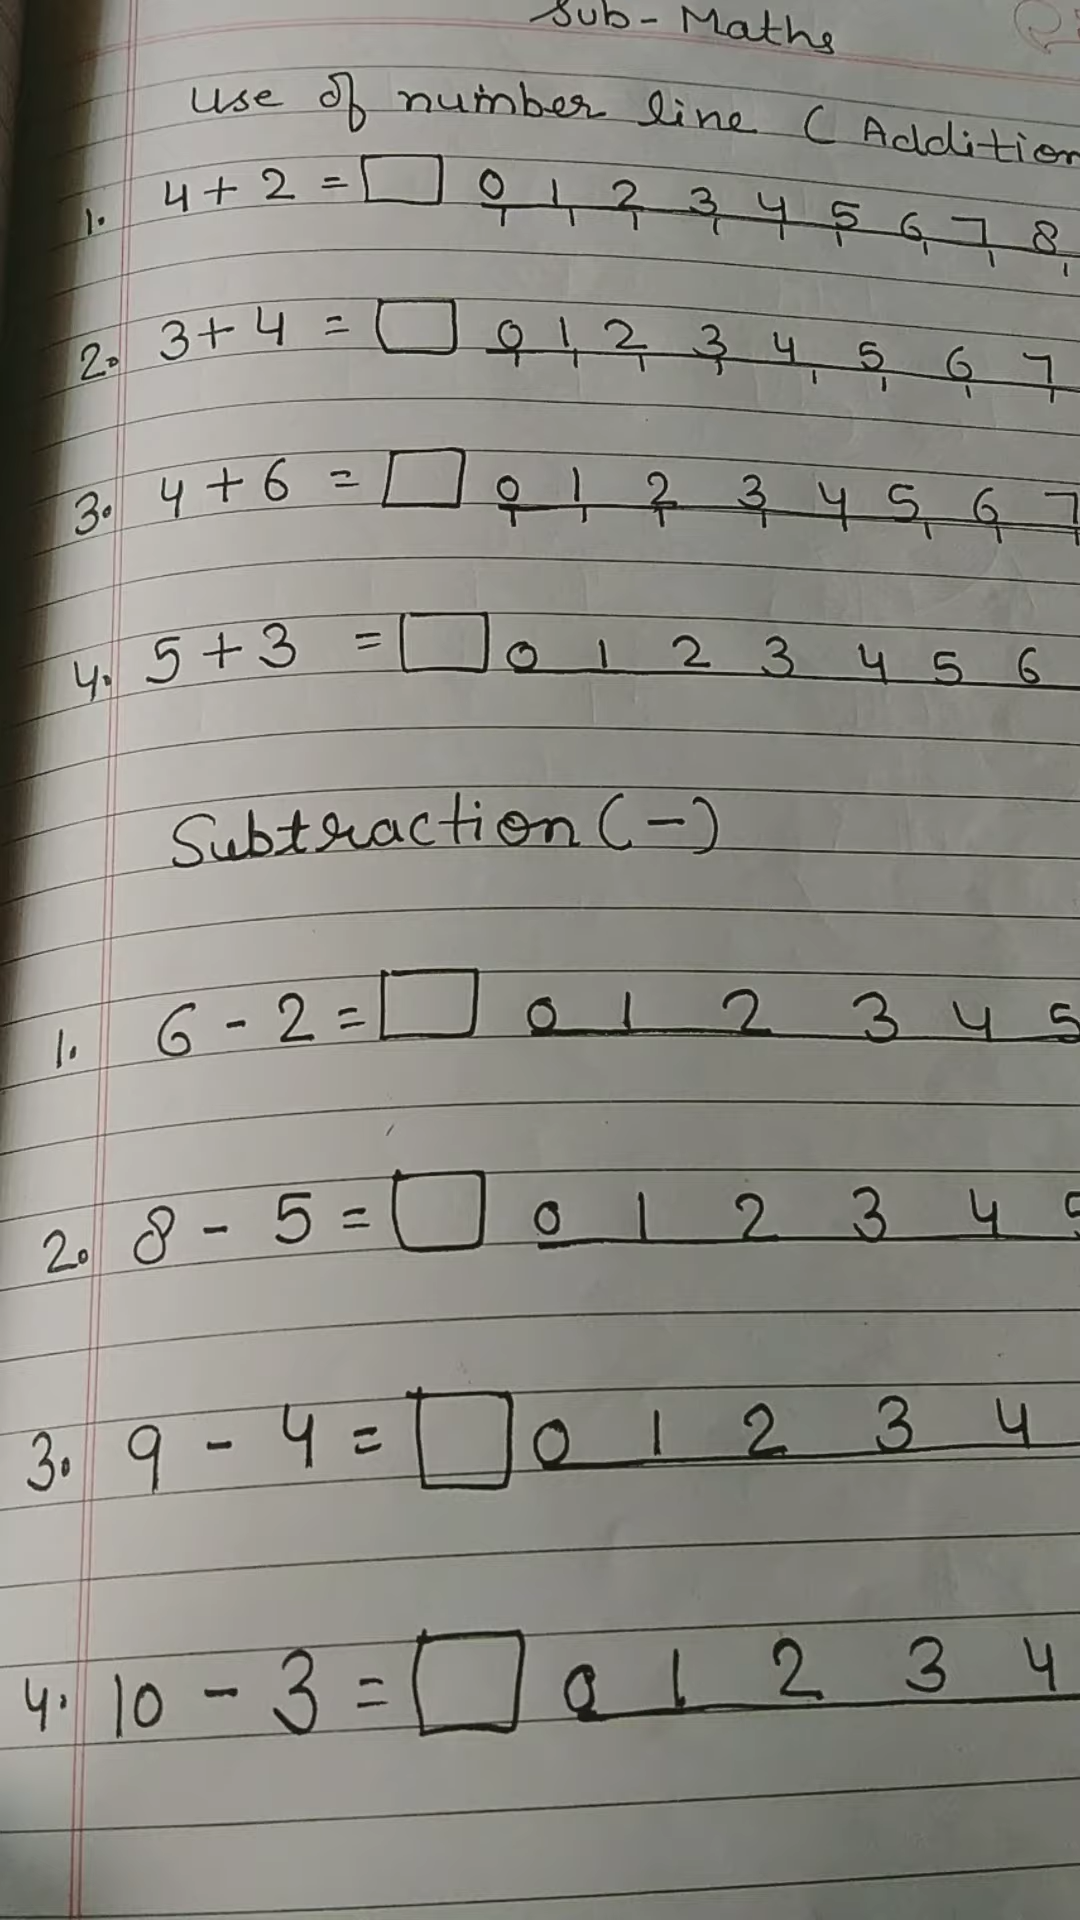 Sub - Maths
use of number line ( Addition
1. 4 + 2 = 0 1 2 3 4 5 6 7 8
2. 3 + 4 = 0 1 2 3 4 5 6 7
3. 4 + 6 = 0 1 2 3 4 5 6 7
4. 5 + 3 = 0 1 2 3 4 5 6
Subtraction ( - )
1. 6 - 2 = 0 1 2 3 4 5
2. 8 - 5 = 0 1 2 3 4 5
3. 9 - 4 = 0 1 2 3 4
4. 10 - 3 = 0 1 2 3 4